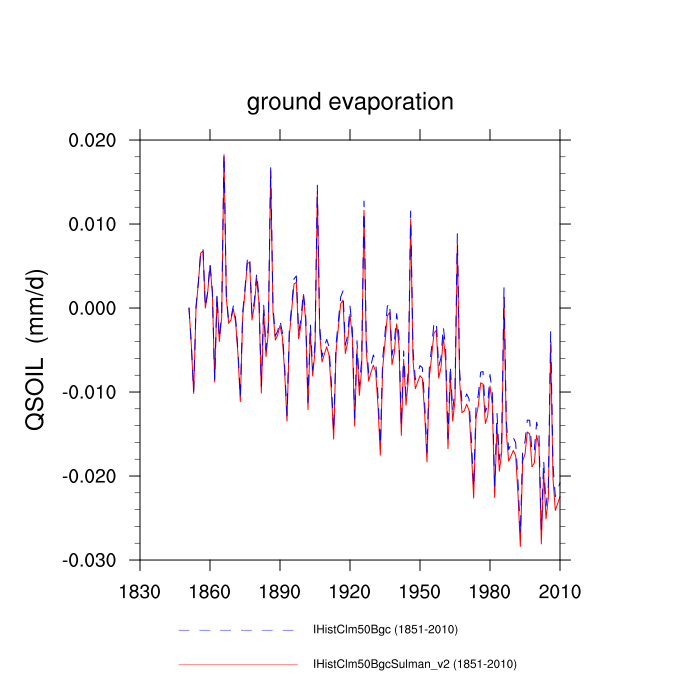 ground evaporation
QSOIL (mm/d)
0.020
0.010
0.000
-0.010
-0.020
-0.030
1830 1860 1890 1920 1950 1980 2010
IHistClm50Bgc (1851-2010)
IHistClm50BgcSulman_v2 (1851-2010)